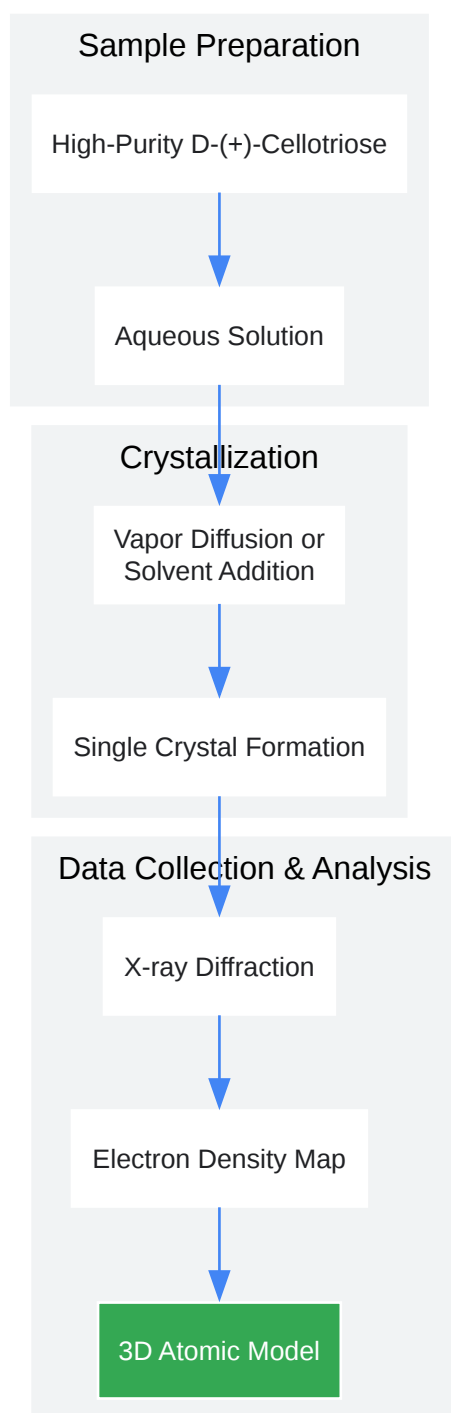 Sample Preparation
High-Purity D-(+)-Cellotriose
Aqueous Solution
Crystallization
Vapor Diffusion or
Solvent Addition
Single Crystal Formation
Data Collection & Analysis
X-ray Diffraction
Electron Density Map
3D Atomic Model